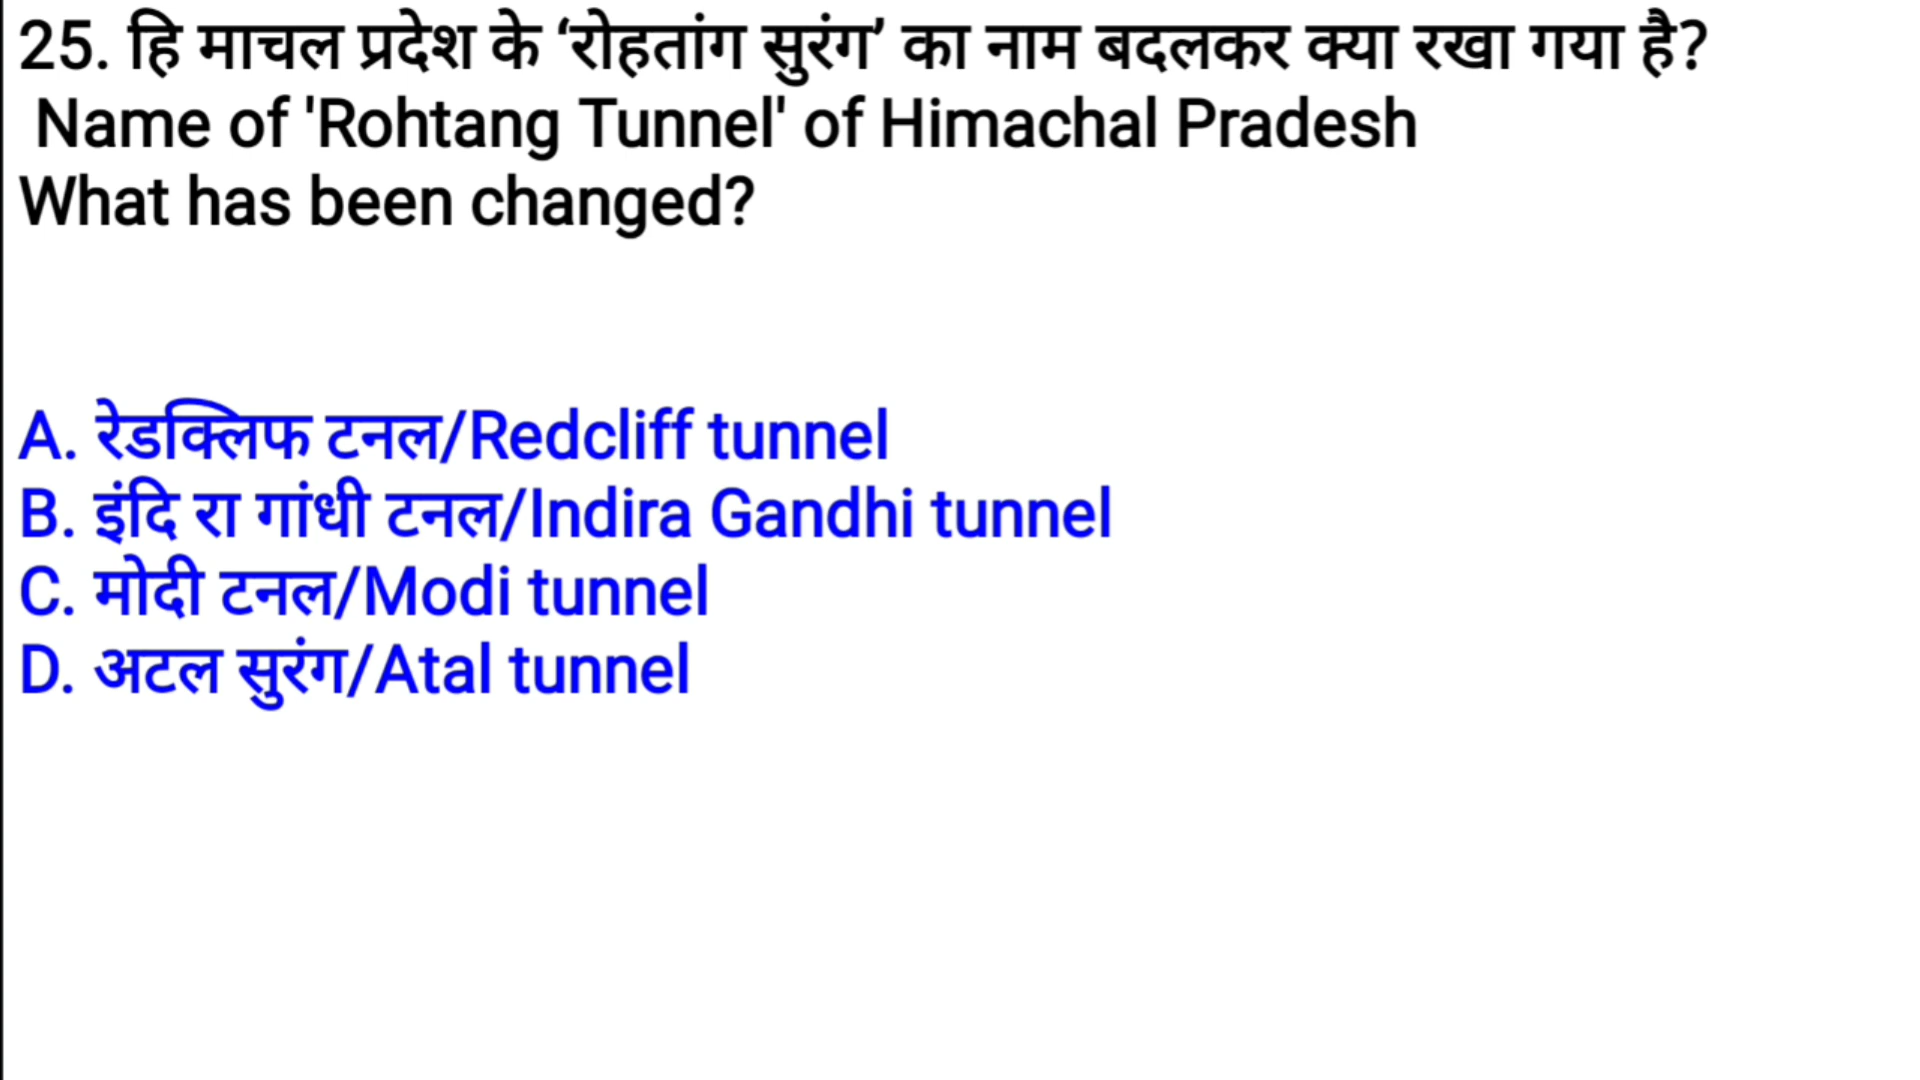 25. हि माचल प्रदेश के ‘रोहतांग सुरंग’ का नाम बदलकर क्या रखा गया है?
Name of 'Rohtang Tunnel' of Himachal Pradesh
What has been changed?
A. रेडक्लिफ टनल/Redcliff tunnel
B. इंदि रा गांधी टनल/Indira Gandhi tunnel
C. मोदी टनल/Modi tunnel
D. अटल सुरंग/Atal tunnel